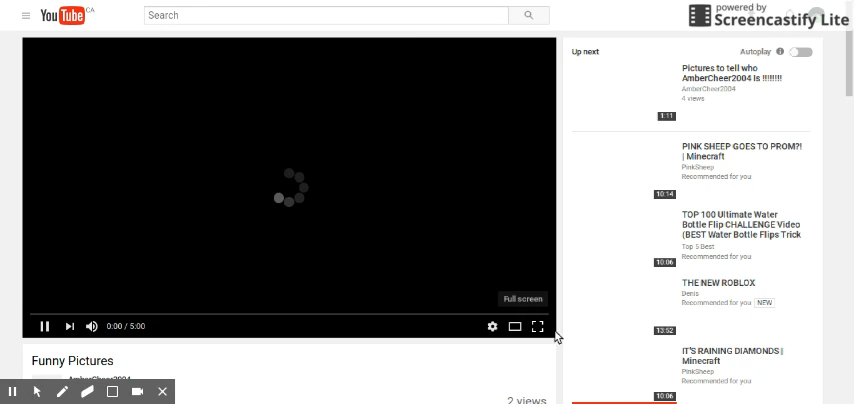 YouTube CA
Search
powered by
Screencastify Lite
Up next
Autoplay
Pictures to tell who
AmberCheer2004 Is !!!!!!!!
AmberCheer2004
4 views
1:11
PINK SHEEP GOES TO PROM?!
| Minecraft
PinkSheep
Recommended for you
10:14
TOP 100 Ultimate Water
Bottle Flip CHALLENGE Video
(BEST Water Bottle Flips Trick
Top 5 Best
Recommended for you
10:06
THE NEW ROBLOX
Denis
Recommended for you NEW
13:52
IT'S RAINING DIAMONDS |
Minecraft
PinkSheep
Recommended for you
10:06
Full screen
0:00 / 5:00
Funny Pictures
AmberCheer2004
2 views